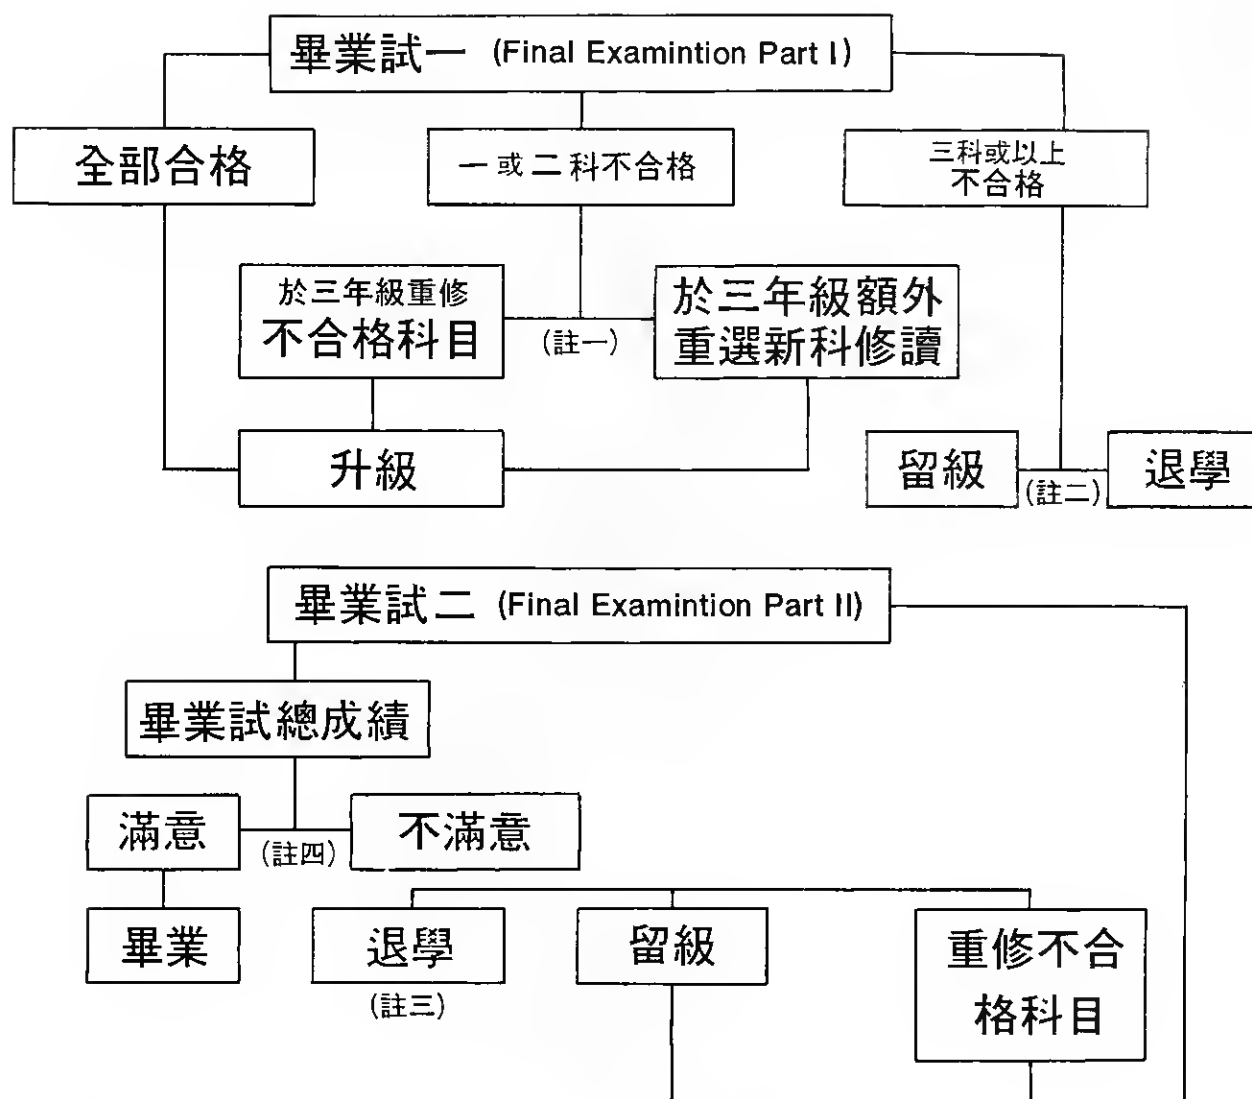 畢業試一 (Final Examintion Part I)
全部合格
一或二科不合格
三科或以上
不合格
於三年級重修
不合格科目
(註一)
於三年級額外
重選新科修讀
升級
留級
(註二)
退學
畢業試二 (Final Examintion Part II)
畢業試總成績
滿意
(註四)
不滿意
畢業
退學
(註三)
留級
重修不合
格科目